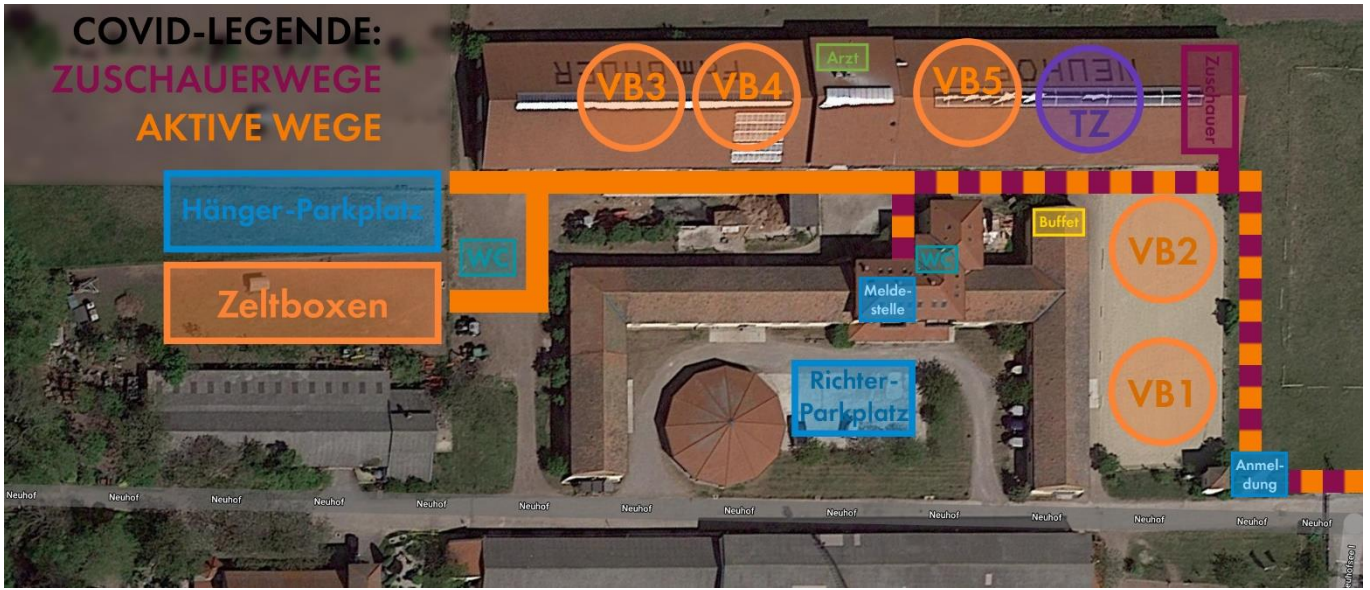 COVID-LEGENDE:
ZUSCHAUERWEGE
AKTIVE WEGE
VB3
VB4
Arzt
VB5
TZ
Zuschauer
NEUHOF
Hänger-Parkplatz
WC
Zeltboxen
Buffet
WC
VB2
Melde-
stelle
Richter-
Parkplatz
VB1
Anmel-
dung
Neuhof
Neuhof
Neuhof
Neuhof
Neuhof
Neuhof
Neuhof
Neuhof
Neuhof
Neuhof
Neuhof
Neuhof
Neuhof